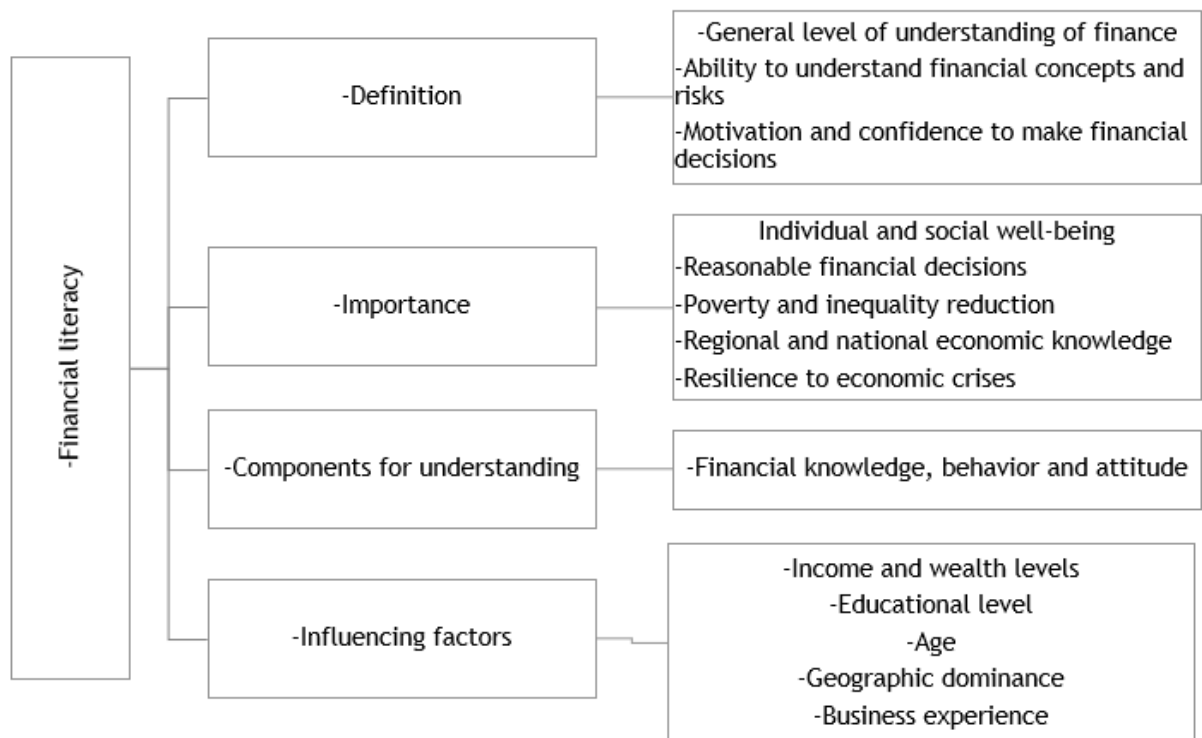 -Financial literacy
-Definition
-General level of understanding of finance
-Ability to understand financial concepts and
risks
-Motivation and confidence to make financial
decisions
-Importance
Individual and social well-being
-Reasonable financial decisions
-Poverty and inequality reduction
-Regional and national economic knowledge
-Resilience to economic crises
-Components for understanding
-Financial knowledge, behavior and attitude
-Influencing factors
-Income and wealth levels
-Educational level
-Age
-Geographic dominance
-Business experience